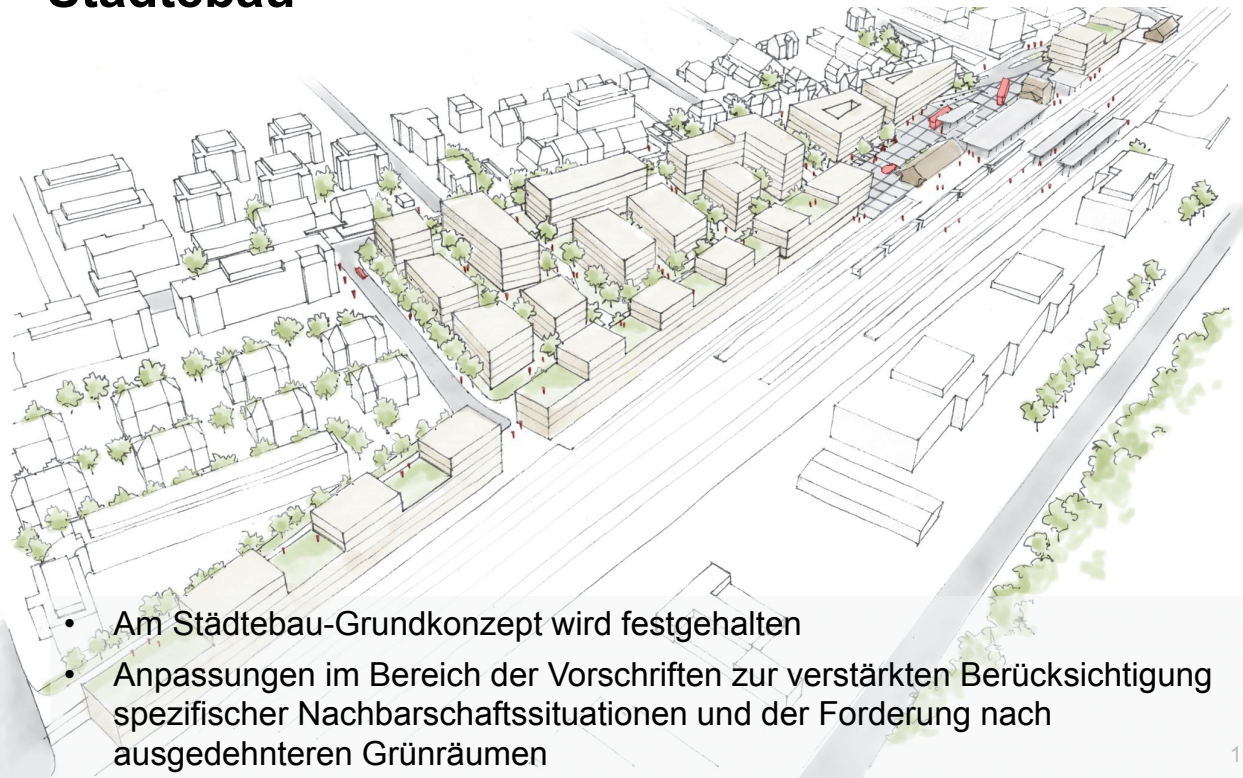 Städtebau
• Am Städtebau-Grundkonzept wird festgehalten
• Anpassungen im Bereich der Vorschriften zur verstärkten Berücksichtigung
spezifischer Nachbarschaftssituationen und der Forderung nach
ausgedehnteren Grünräumen